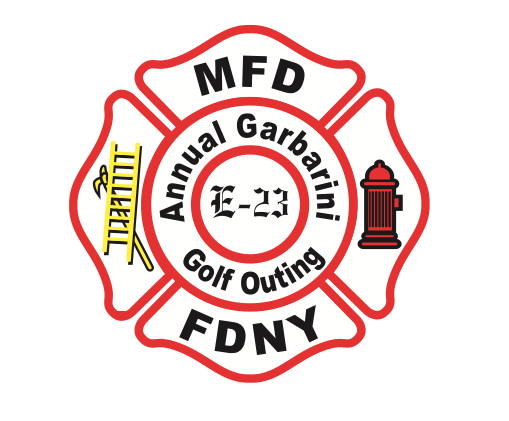 MFD
Annual Garbarini
E-23
Golf Outing
FDNY